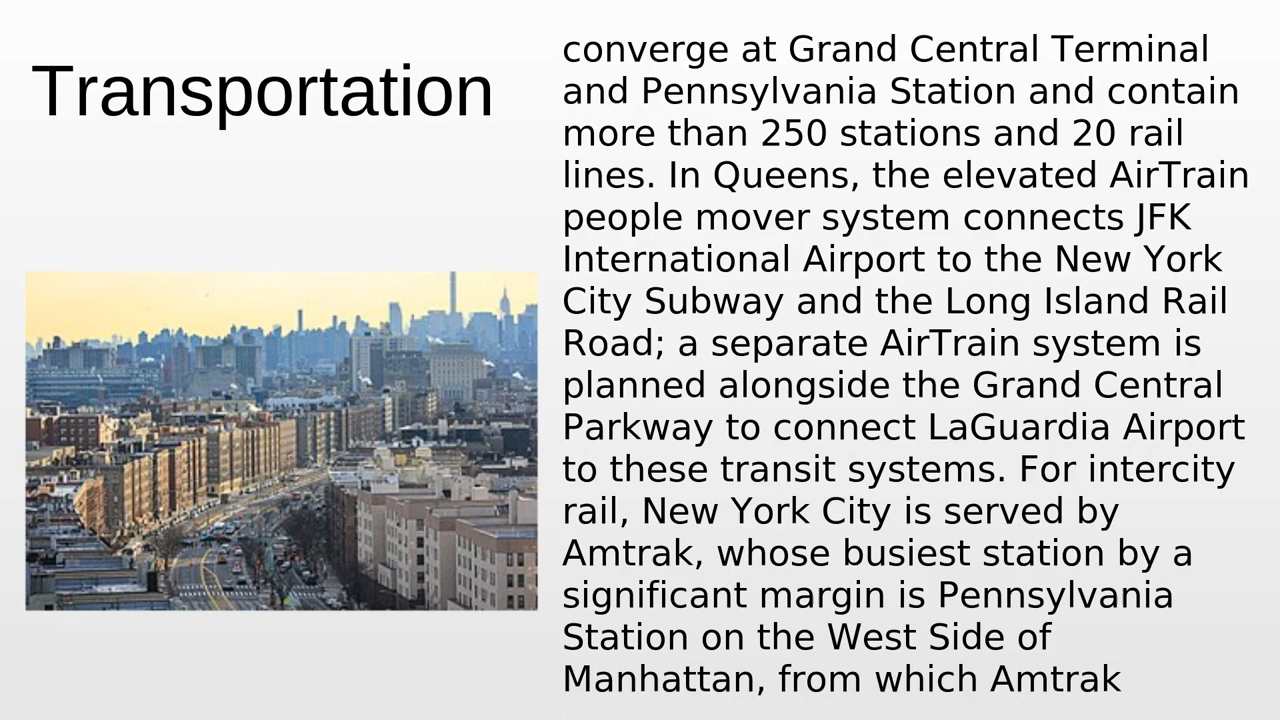 Transportation
converge at Grand Central Terminal
and Pennsylvania Station and contain
more than 250 stations and 20 rail
lines. In Queens, the elevated AirTrain
people mover system connects JFK
International Airport to the New York
City Subway and the Long Island Rail
Road; a separate AirTrain system is
planned alongside the Grand Central
Parkway to connect LaGuardia Airport
to these transit systems. For intercity
rail, New York City is served by
Amtrak, whose busiest station by a
significant margin is Pennsylvania
Station on the West Side of
Manhattan, from which Amtrak